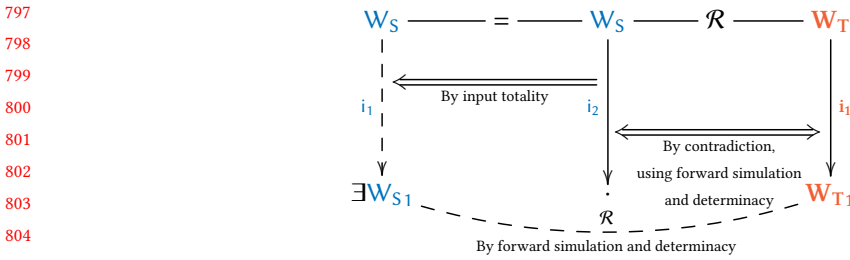 797 W_S = W_S R W_T
798
799
By input totality
800 i_1 i_2 i_1
801
By contradiction,
802 using forward simulation
803 ∃W_S1 · and determinacy W_T1
R
804
By forward simulation and determinacy